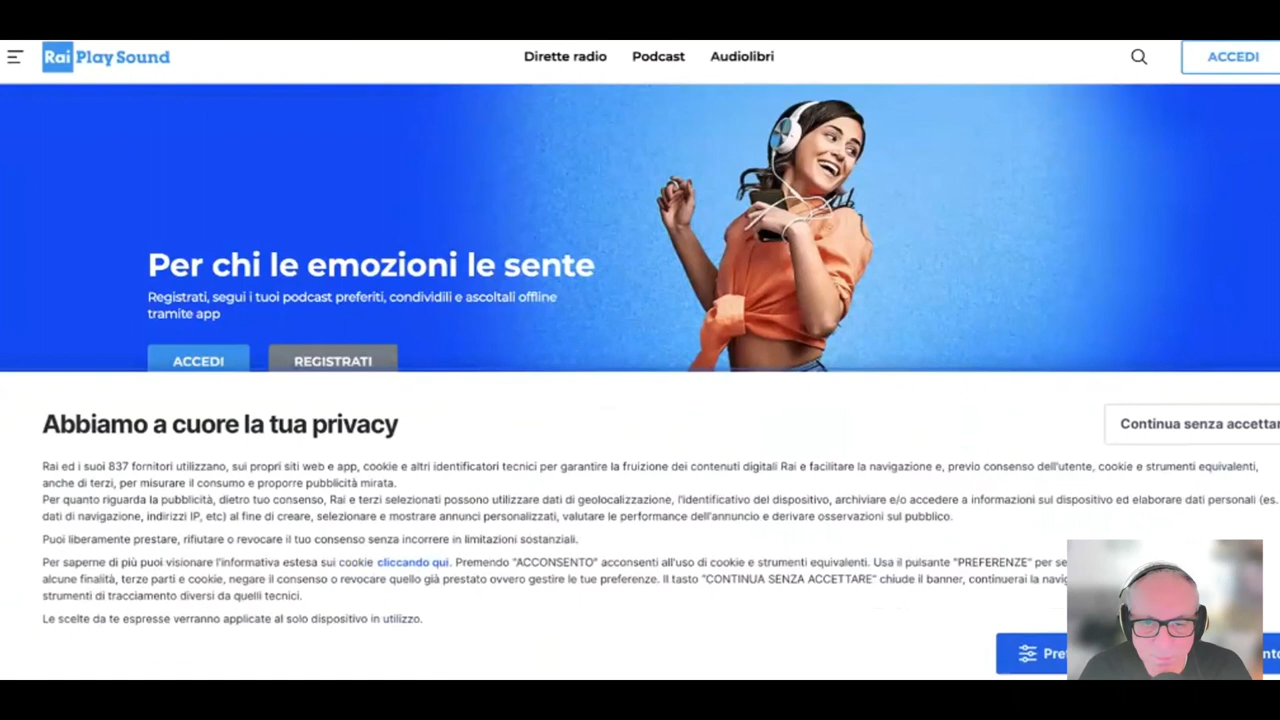 Rai Play Sound
Dirette radio
Podcast
Audiolibri
ACCEDI
Per chi le emozioni le sente
Registrati, segui i tuoi podcast preferiti, condividili e ascoltali offline
tramite app
ACCEDI
REGISTRATI
Abbiamo a cuore la tua privacy
Continua senza accettar
Rai ed i suoi 837 fornitori utilizzano, sui propri siti web e app, cookie e altri identificatori tecnici per garantire la fruizione dei contenuti digitali Rai e facilitare la navigazione e, previo consenso dell'utente, cookie e strumenti equivalenti,
anche di terzi, per misurare il consumo e proporre pubblicità mirata.
Per quanto riguarda la pubblicità, dietro tuo consenso, Rai e terzi selezionati possono utilizzare dati di geolocalizzazione, l'identificativo del dispositivo, archiviare e/o accedere a informazioni sul dispositivo ed elaborare dati personali (es.
dati di navigazione, indirizzi IP, etc) al fine di creare, selezionare e mostrare annunci personalizzati, valutare le performance dell'annuncio e derivare osservazioni sul pubblico.
Puoi liberamente prestare, rifiutare o revocare il tuo consenso senza incorrere in limitazioni sostanziali.
Per saperne di più puoi visionare l'informativa estesa sui cookie cliccando qui. Premendo "ACCONSENTO" acconsenti all'uso di cookie e strumenti equivalenti. Usa il pulsante "PREFERENZE" per se
alcune finalità, terze parti e cookie, negare il consenso o revocare quello già prestato ovvero gestire le tue preferenze. Il tasto "CONTINUA SENZA ACCETTARE" chiude il banner, continuerai la navig
strumenti di tracciamento diversi da quelli tecnici.
Le scelte da te espresse verranno applicate al solo dispositivo in utilizzo.
Pref
nto